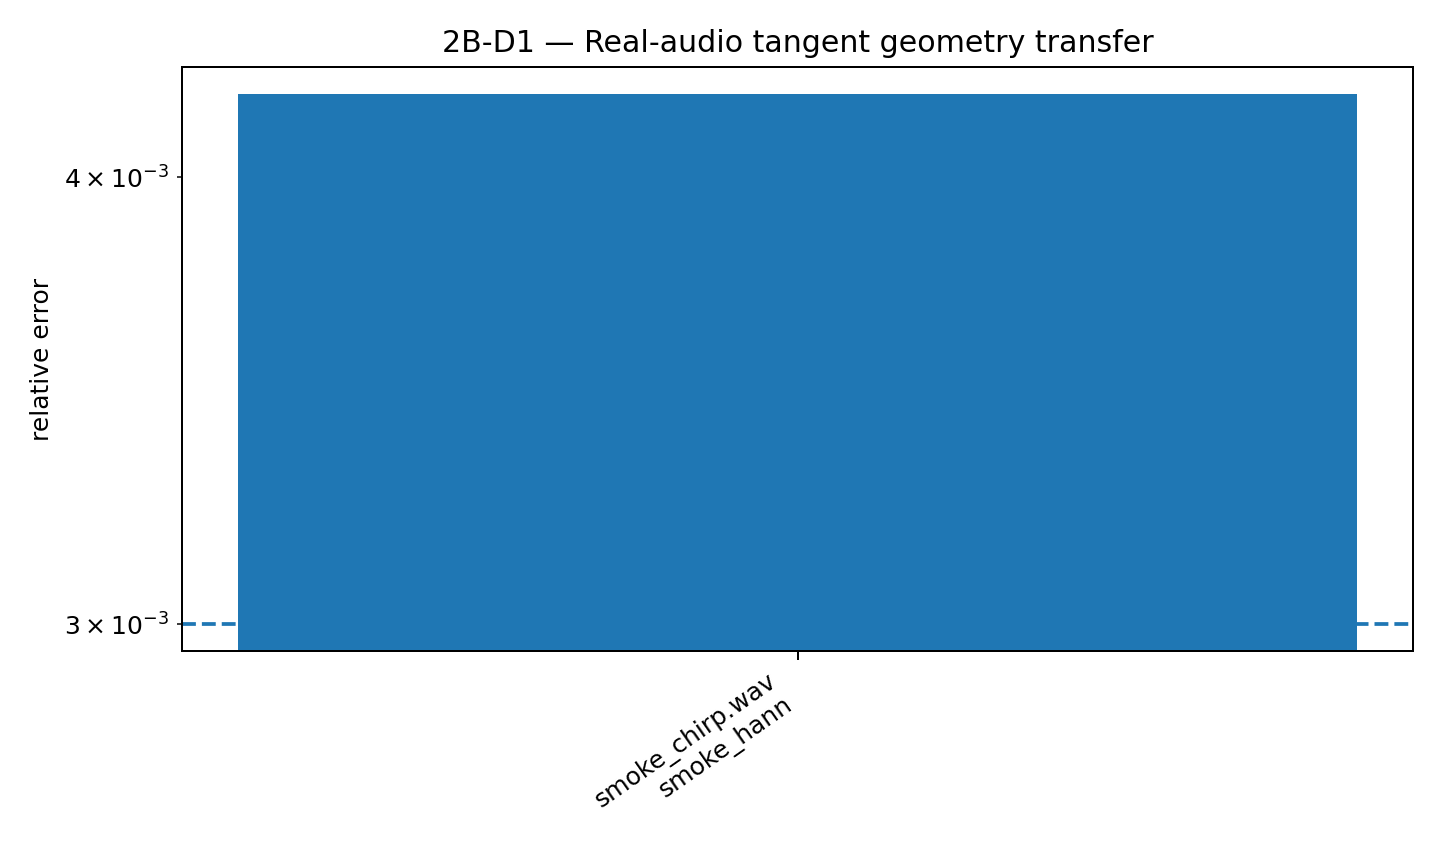 2B-D1 — Real-audio tangent geometry transfer
relative error
4 × 10⁻³
3 × 10⁻³
smoke_chirp.wav
smoke_hann